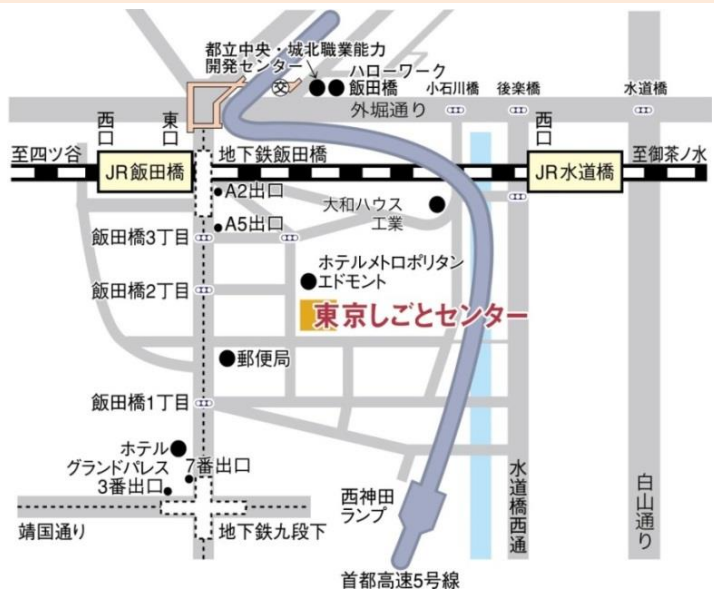 都立中央・城北職業能力
開発センター
交
ハローワーク
飯田橋
小石川橋
後楽橋
水道橋
外堀通り
西口
東口
西口
至四ツ谷
地下鉄飯田橋
至御茶ノ水
JR飯田橋
JR水道橋
A2出口
大和ハウス
工業
A5出口
飯田橋3丁目
ホテルメトロポリタン
エドモント
飯田橋2丁目
東京しごとセンター
郵便局
飯田橋1丁目
ホテル
グランドパレス
7番出口
3番出口
西神田
ランプ
水道橋西通
白山通り
靖国通り
地下鉄九段下
首都高速5号線